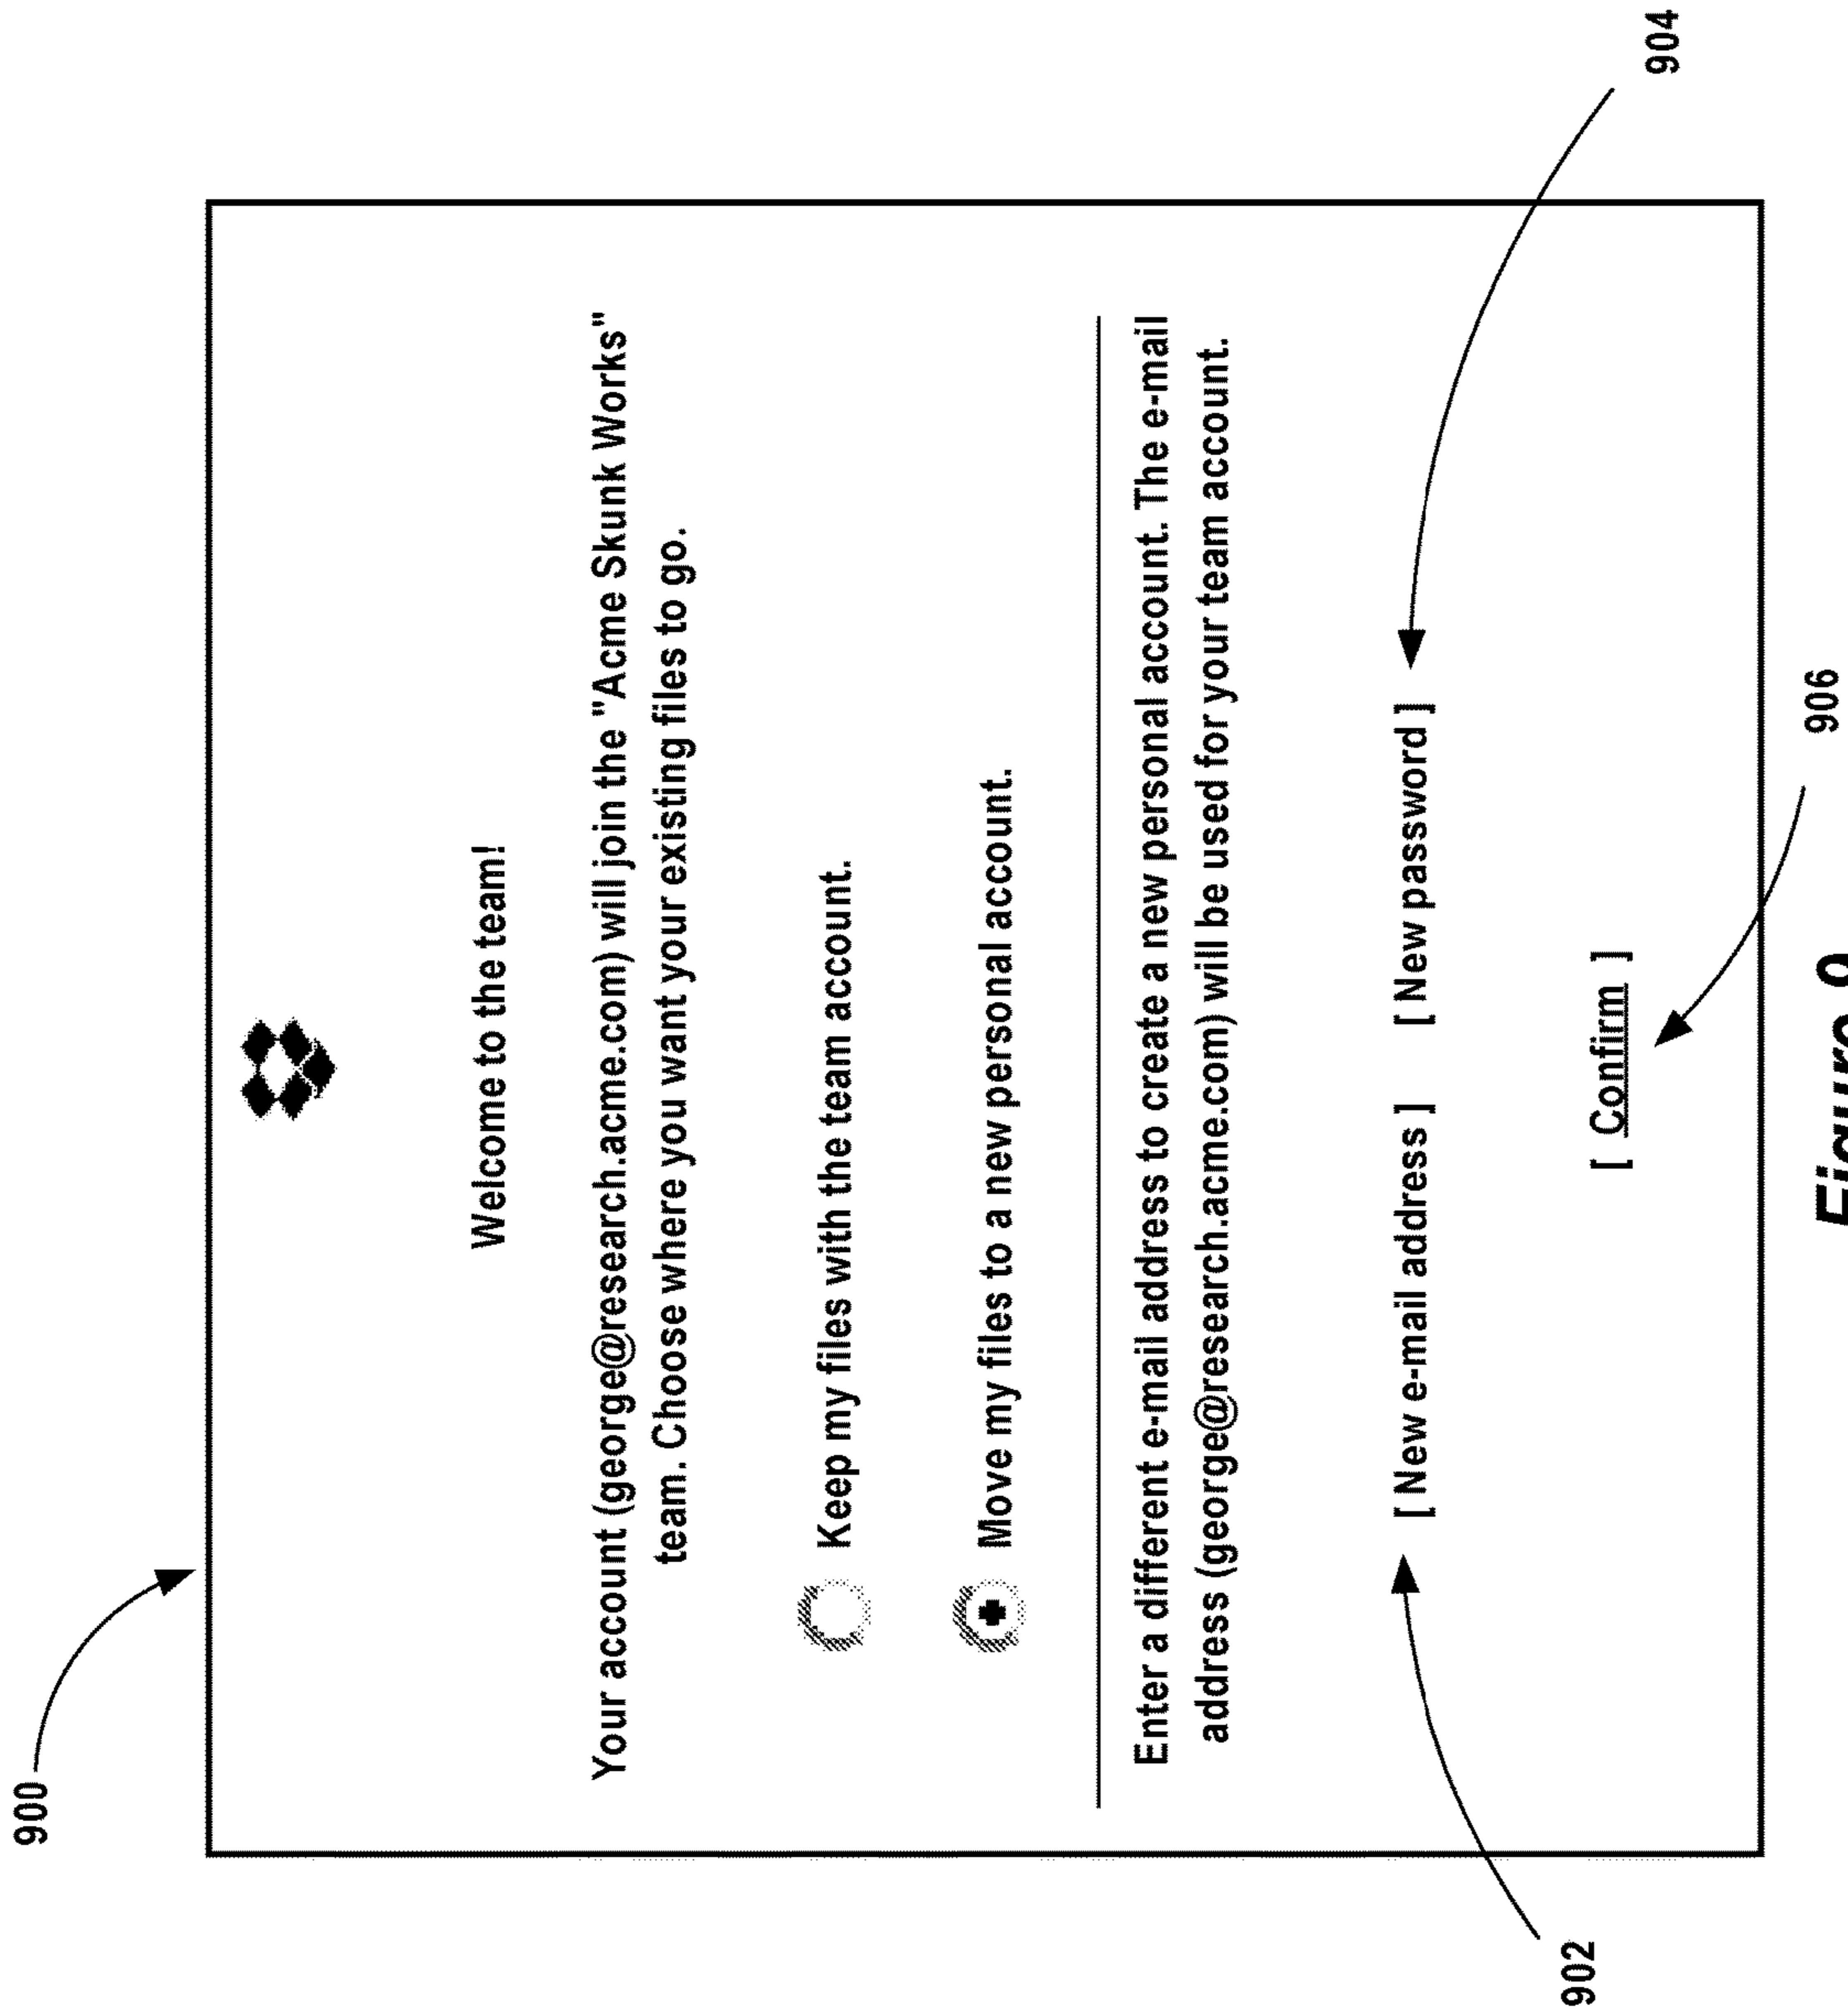 900
Welcome to the team!
Your account (george@research.acme.com) will join the "Acme Skunk Works"
team. Choose where you want your existing files to go.
Keep my files with the team account.
Move my files to a new personal account.
Enter a different e-mail address to create a new personal account. The e-mail
address (george@research.acme.com) will be used for your team account.
902
[ New e-mail address ] [ New password ]
904
[ Confirm ]
906
Figure 9